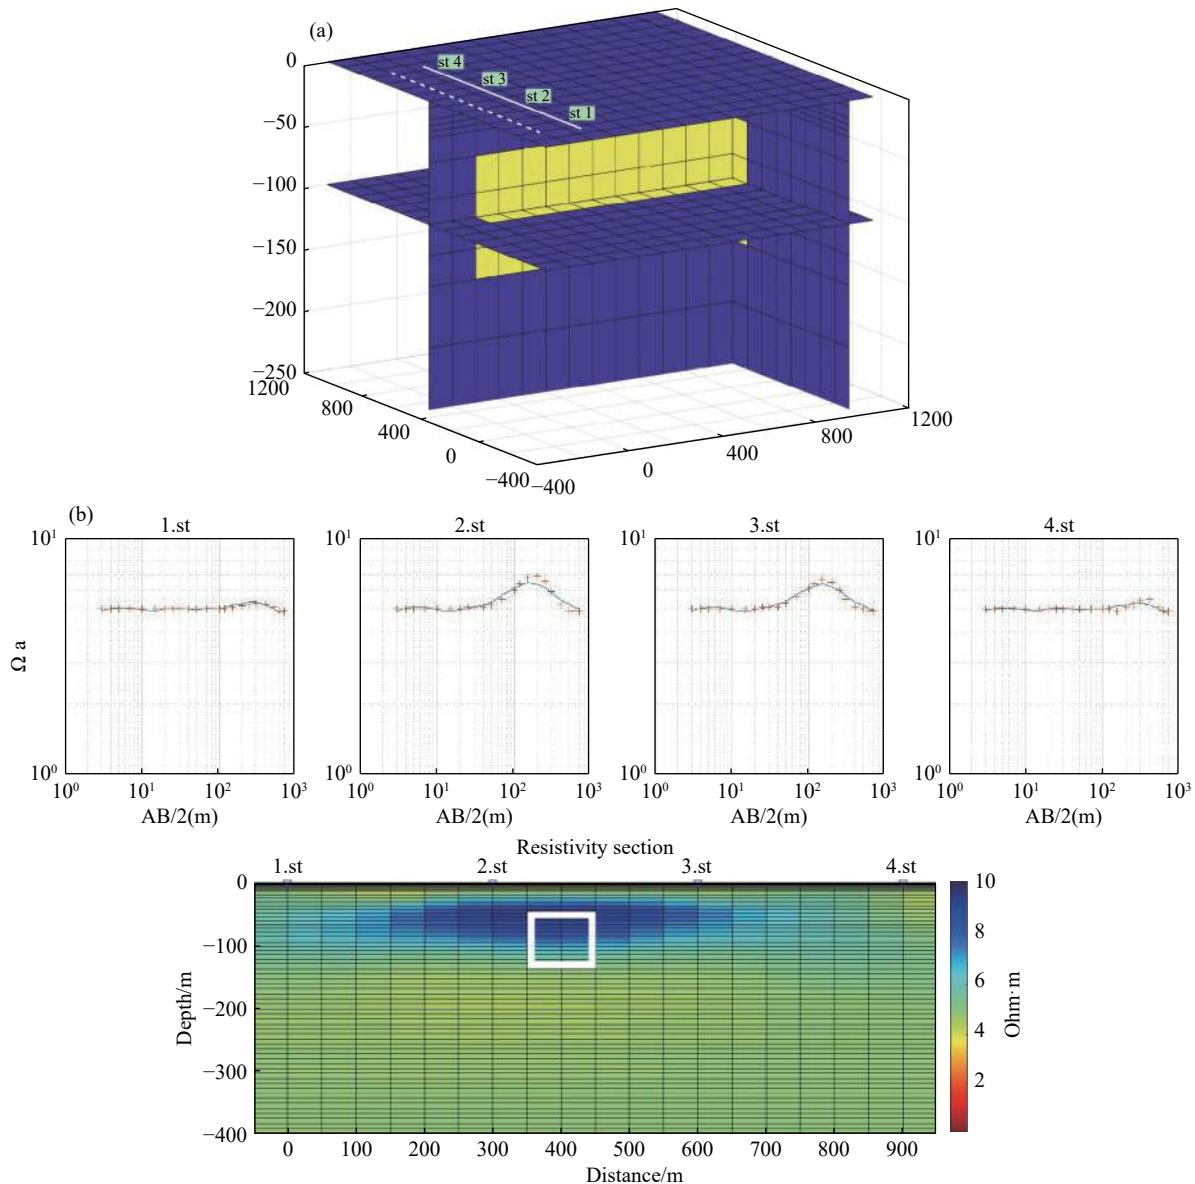 (a)
st 4
st 3
st 2
st 1
0
−50
−100
−150
−200
−250
1200
800
400
0
−400
−400
0
400
800
1200
(b)
1.st
2.st
3.st
4.st
10¹
10¹
10¹
10¹
Ω a
10⁰
10⁰
10⁰
10⁰
10⁰ 10¹ 10² 10³
10⁰ 10¹ 10² 10³
10⁰ 10¹ 10² 10³
10⁰ 10¹ 10² 10³
AB/2(m)
AB/2(m)
AB/2(m)
AB/2(m)
Resistivity section
1.st 2.st 3.st 4.st
0
−100
−200
−300
−400
Depth/m
0 100 200 300 400 500 600 700 800 900
Distance/m
10
8
6
4
2
Ohm·m